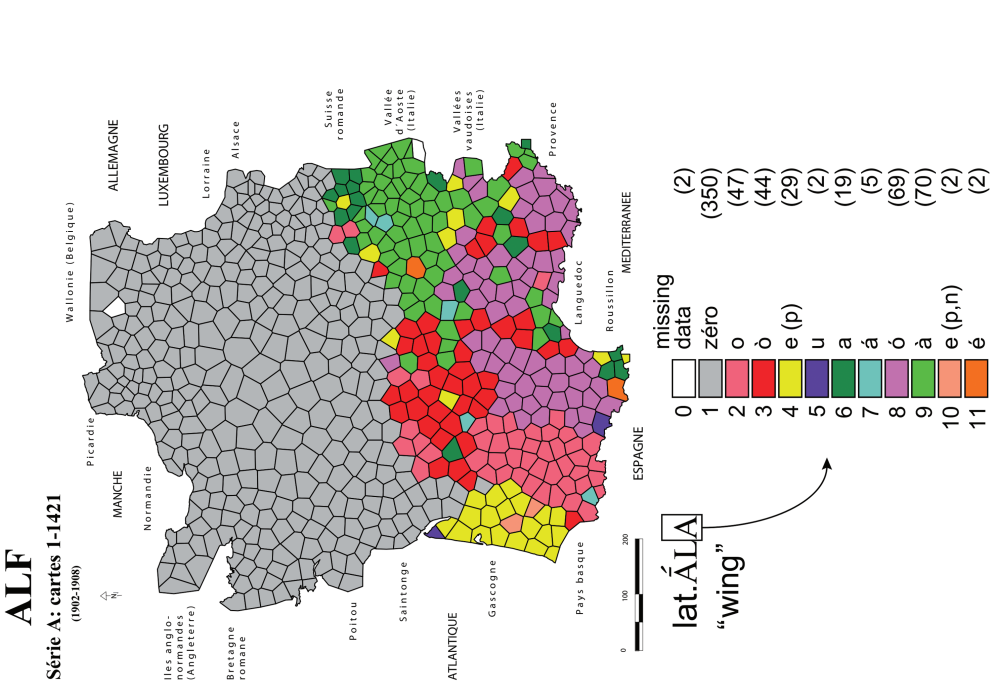 ALF
Série A: cartes 1-1421
(1902-1908)
N
Iles anglo-
normandes
(Angleterre)
Bretagne
romane
Poitou
Saintonge
ATLANTIQUE
Gascogne
Pays basque
MANCHE
Normandie
Picardie
Wallonie (Belgique)
ALLEMAGNE
LUXEMBOURG
Lorraine
Alsace
Suisse
romande
Vallée
d'Aoste
(Italie)
Vallées
vaudoises
(Italie)
Provence
MEDITERRANEE
Languedoc
Roussillon
ESPAGNE
0 100 200
lat.ÁLA
“wing”
0 missing data (2)
1 zéro (350)
2 o (47)
3 ò (44)
4 e (p) (29)
5 u (2)
6 a (19)
7 á (5)
8 ó (69)
9 à (70)
10 e (p,n) (2)
11 é (2)